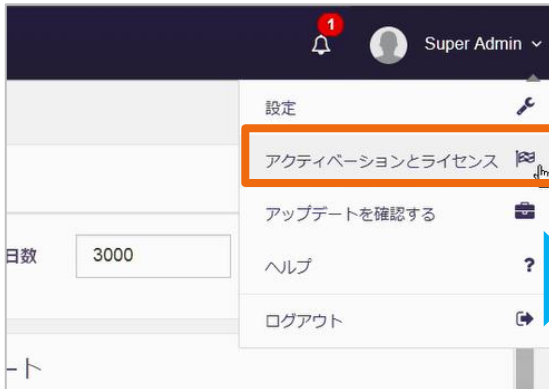 1
Super Admin
設定
アクティベーションとライセンス
アップデートを確認する
日数 3000
ヘルプ ?
ログアウト
ート